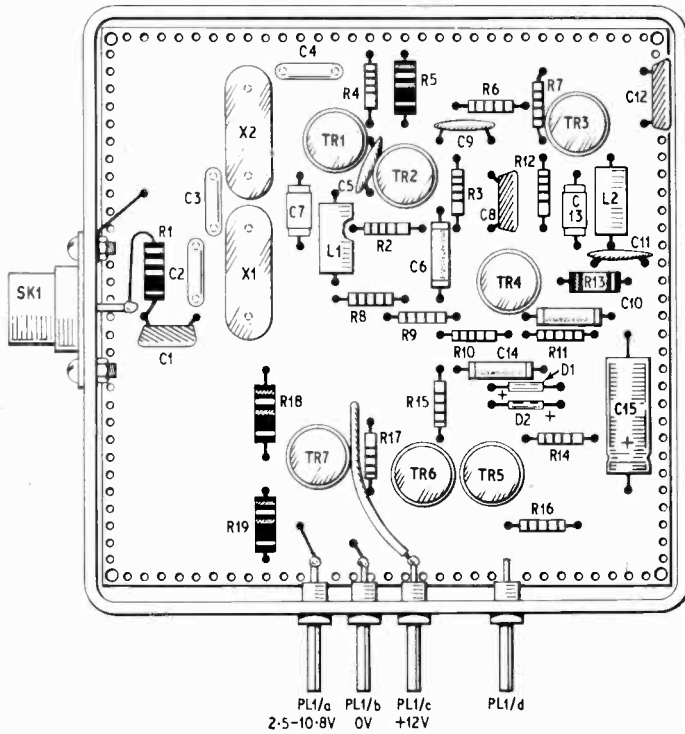 C4
R4
R5
R6
R7
C12
X2
TR1
C9
TR3
C5
TR2
R12
C3
C7
R3
C8
C
13
L2
R1
L1
R2
C11
C2
X1
C6
TR4
SK1
R13
R8
C10
R9
C1
R10
R11
C14
D1
+
R18
R15
D2
+
C15
+
R17
R14
TR7
TR6
TR5
R19
R16
PL1/a
2·5–10·8V
PL1/b
0V
PL1/c
+12V
PL1/d